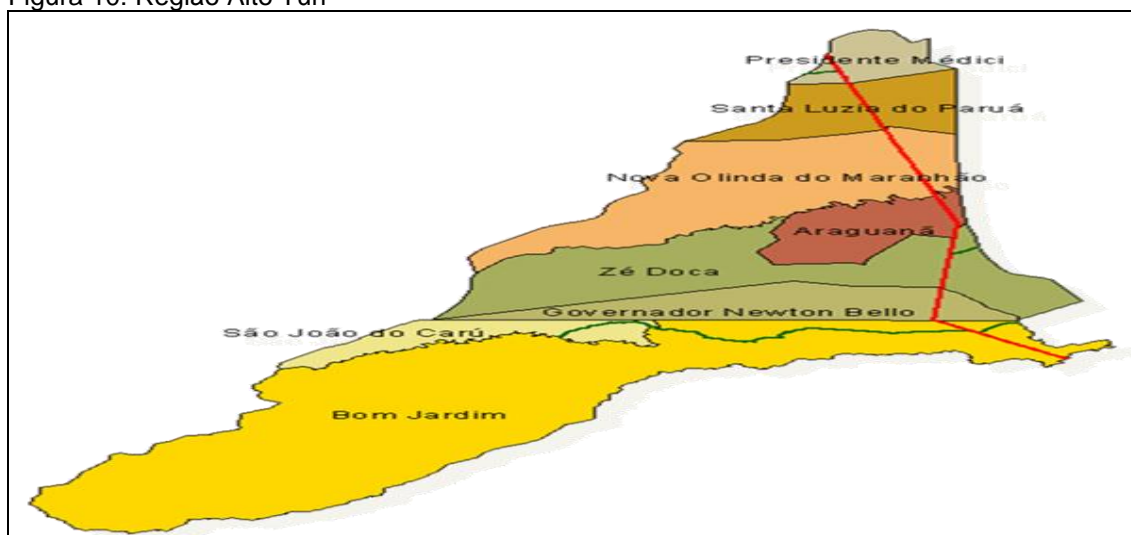 Figura 10: Região Alto Turi
Presidente Médici
Santa Luzia do Paruá
Nova Olinda do Maranhão
Araguanã
Zé Doca
Governador Newton Bello
São João do Carú
Bom Jardim